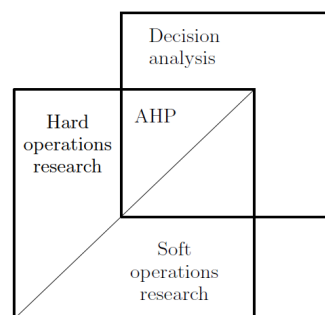 Decision
analysis
Hard
operations
research
AHP
Soft
operations
research